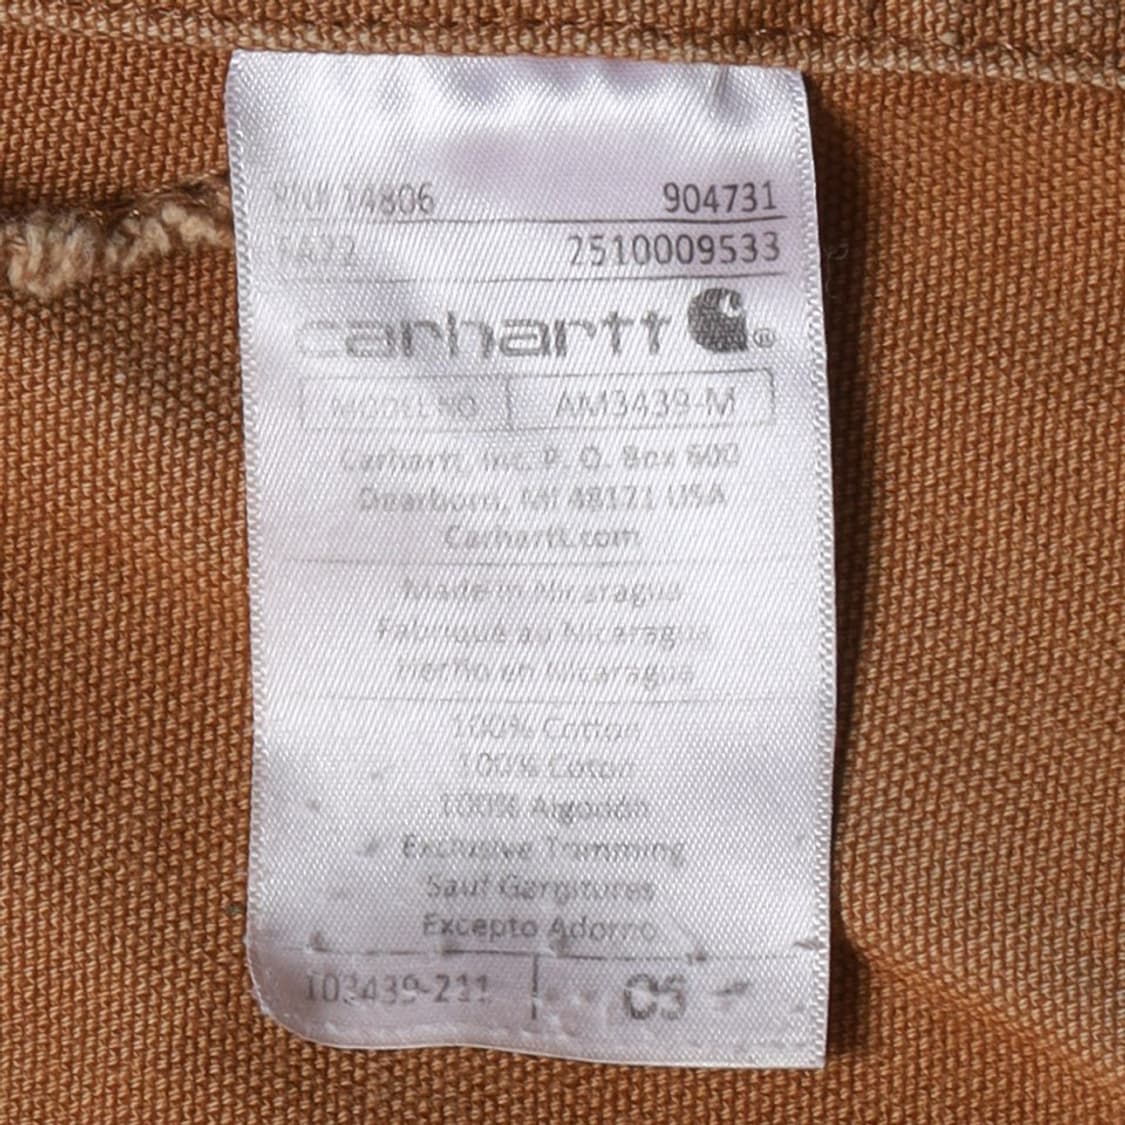 RN# 14806 904731
FA22 2510009533
carhartt ®
MODEL NO AM3439-M
Carhartt, Inc. P. O. Box 600
Dearborn, MI 48121 USA
Carhartt.com
Made in Nicaragua
Fabriqué au Nicaragua
Hecho en Nicaragua
100% Cotton
100% Coton
100% Algodón
Exclusive Trimming
Sauf Gargitures
Excepto Adorno
103439-211